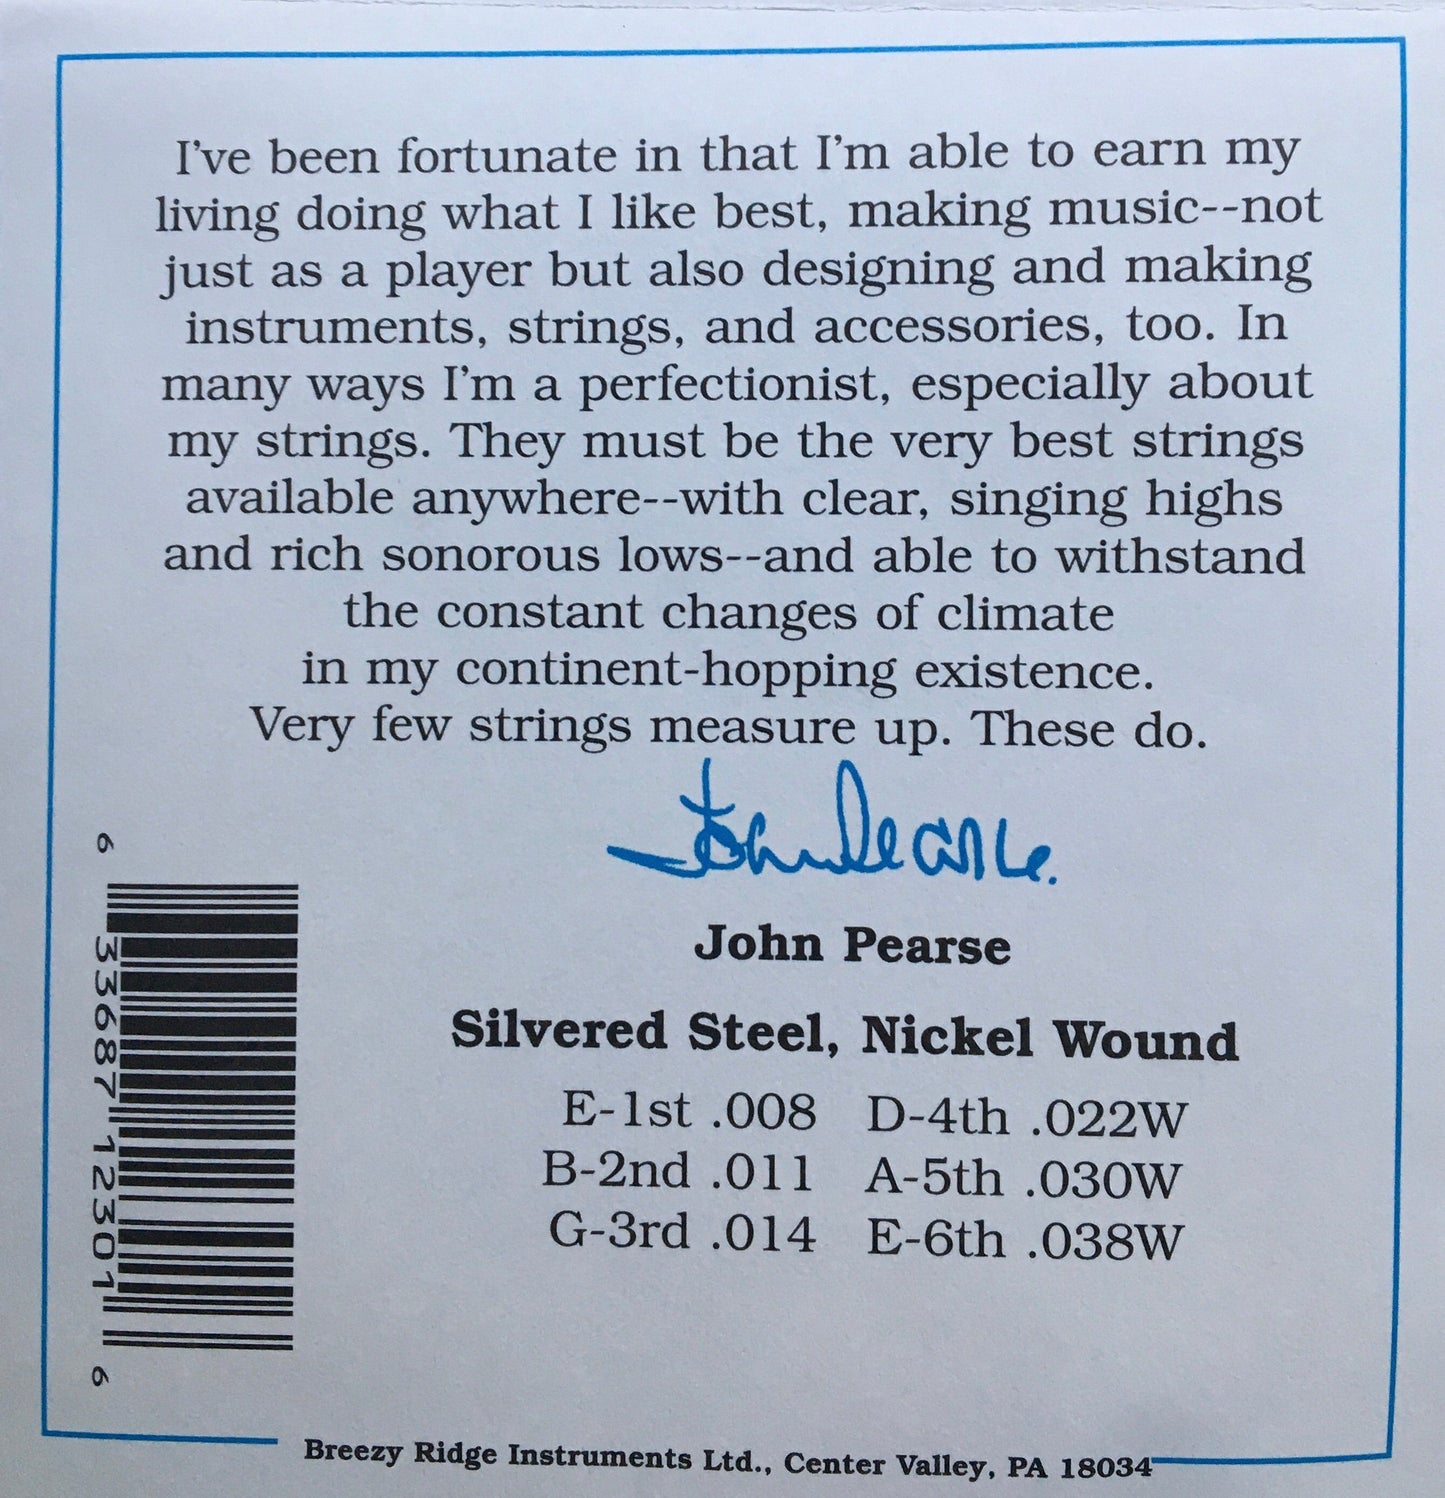 I've been fortunate in that I'm able to earn my
living doing what I like best, making music--not
just as a player but also designing and making
instruments, strings, and accessories, too. In
many ways I'm a perfectionist, especially about
my strings. They must be the very best strings
available anywhere--with clear, singing highs
and rich sonorous lows--and able to withstand
the constant changes of climate
in my continent-hopping existence.
Very few strings measure up. These do.
John Pearse.
John Pearse
Silvered Steel, Nickel Wound
E-1st .008 D-4th .022W
B-2nd .011 A-5th .030W
G-3rd .014 E-6th .038W
6 33687 12301 6
Breezy Ridge Instruments Ltd., Center Valley, PA 18034